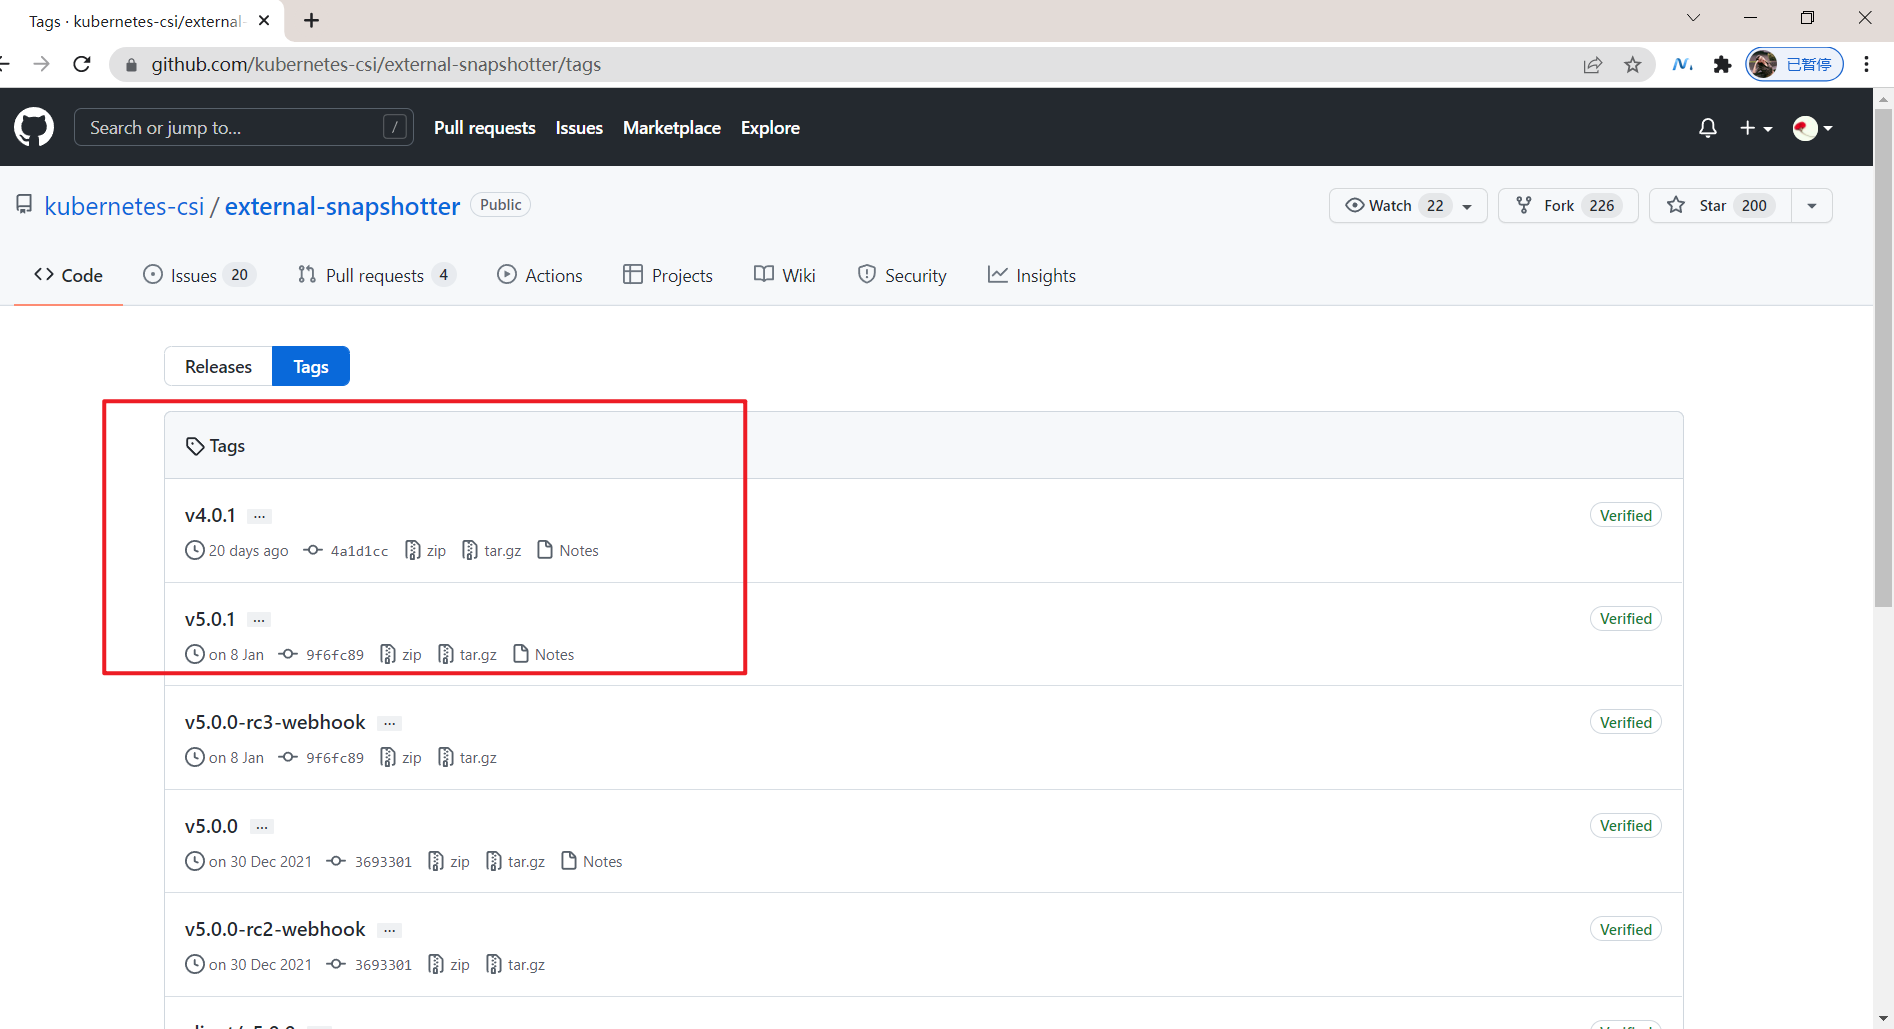 Tags · kubernetes-csi/external-
github.com/kubernetes-csi/external-snapshotter/tags
已暂停
Search or jump to... /
Pull requests Issues Marketplace Explore
kubernetes-csi / external-snapshotter Public
Watch 22 Fork 226 Star 200
Code Issues 20 Pull requests 4 Actions Projects Wiki Security Insights
Releases Tags
Tags
v4.0.1 ... Verified
20 days ago 4a1d1cc zip tar.gz Notes
v5.0.1 ... Verified
on 8 Jan 9f6fc89 zip tar.gz Notes
v5.0.0-rc3-webhook ... Verified
on 8 Jan 9f6fc89 zip tar.gz
v5.0.0 ... Verified
on 30 Dec 2021 3693301 zip tar.gz Notes
v5.0.0-rc2-webhook ... Verified
on 30 Dec 2021 3693301 zip tar.gz